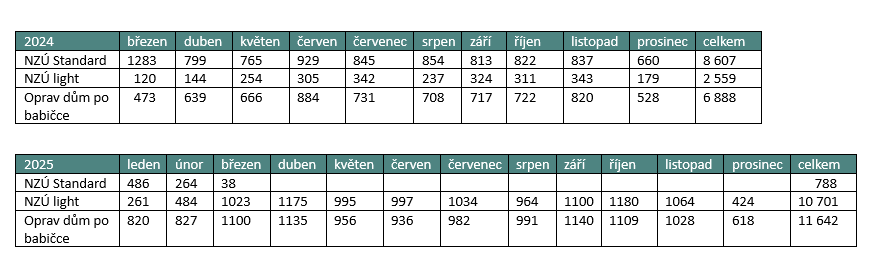 2024 březen duben květen červen červenec srpen září říjen listopad prosinec celkem
NZÚ Standard 1283 799 765 929 845 854 813 822 837 660 8 607
NZÚ light 120 144 254 305 342 237 324 311 343 179 2 559
Oprav dům po 473 639 666 884 731 708 717 722 820 528 6 888
babičce
2025 leden únor březen duben květen červen červenec srpen září říjen listopad prosinec celkem
NZÚ Standard 486 264 38 788
NZÚ light 261 484 1023 1175 995 997 1034 964 1100 1180 1064 424 10 701
Oprav dům po 820 827 1100 1135 956 936 982 991 1140 1109 1028 618 11 642
babičce